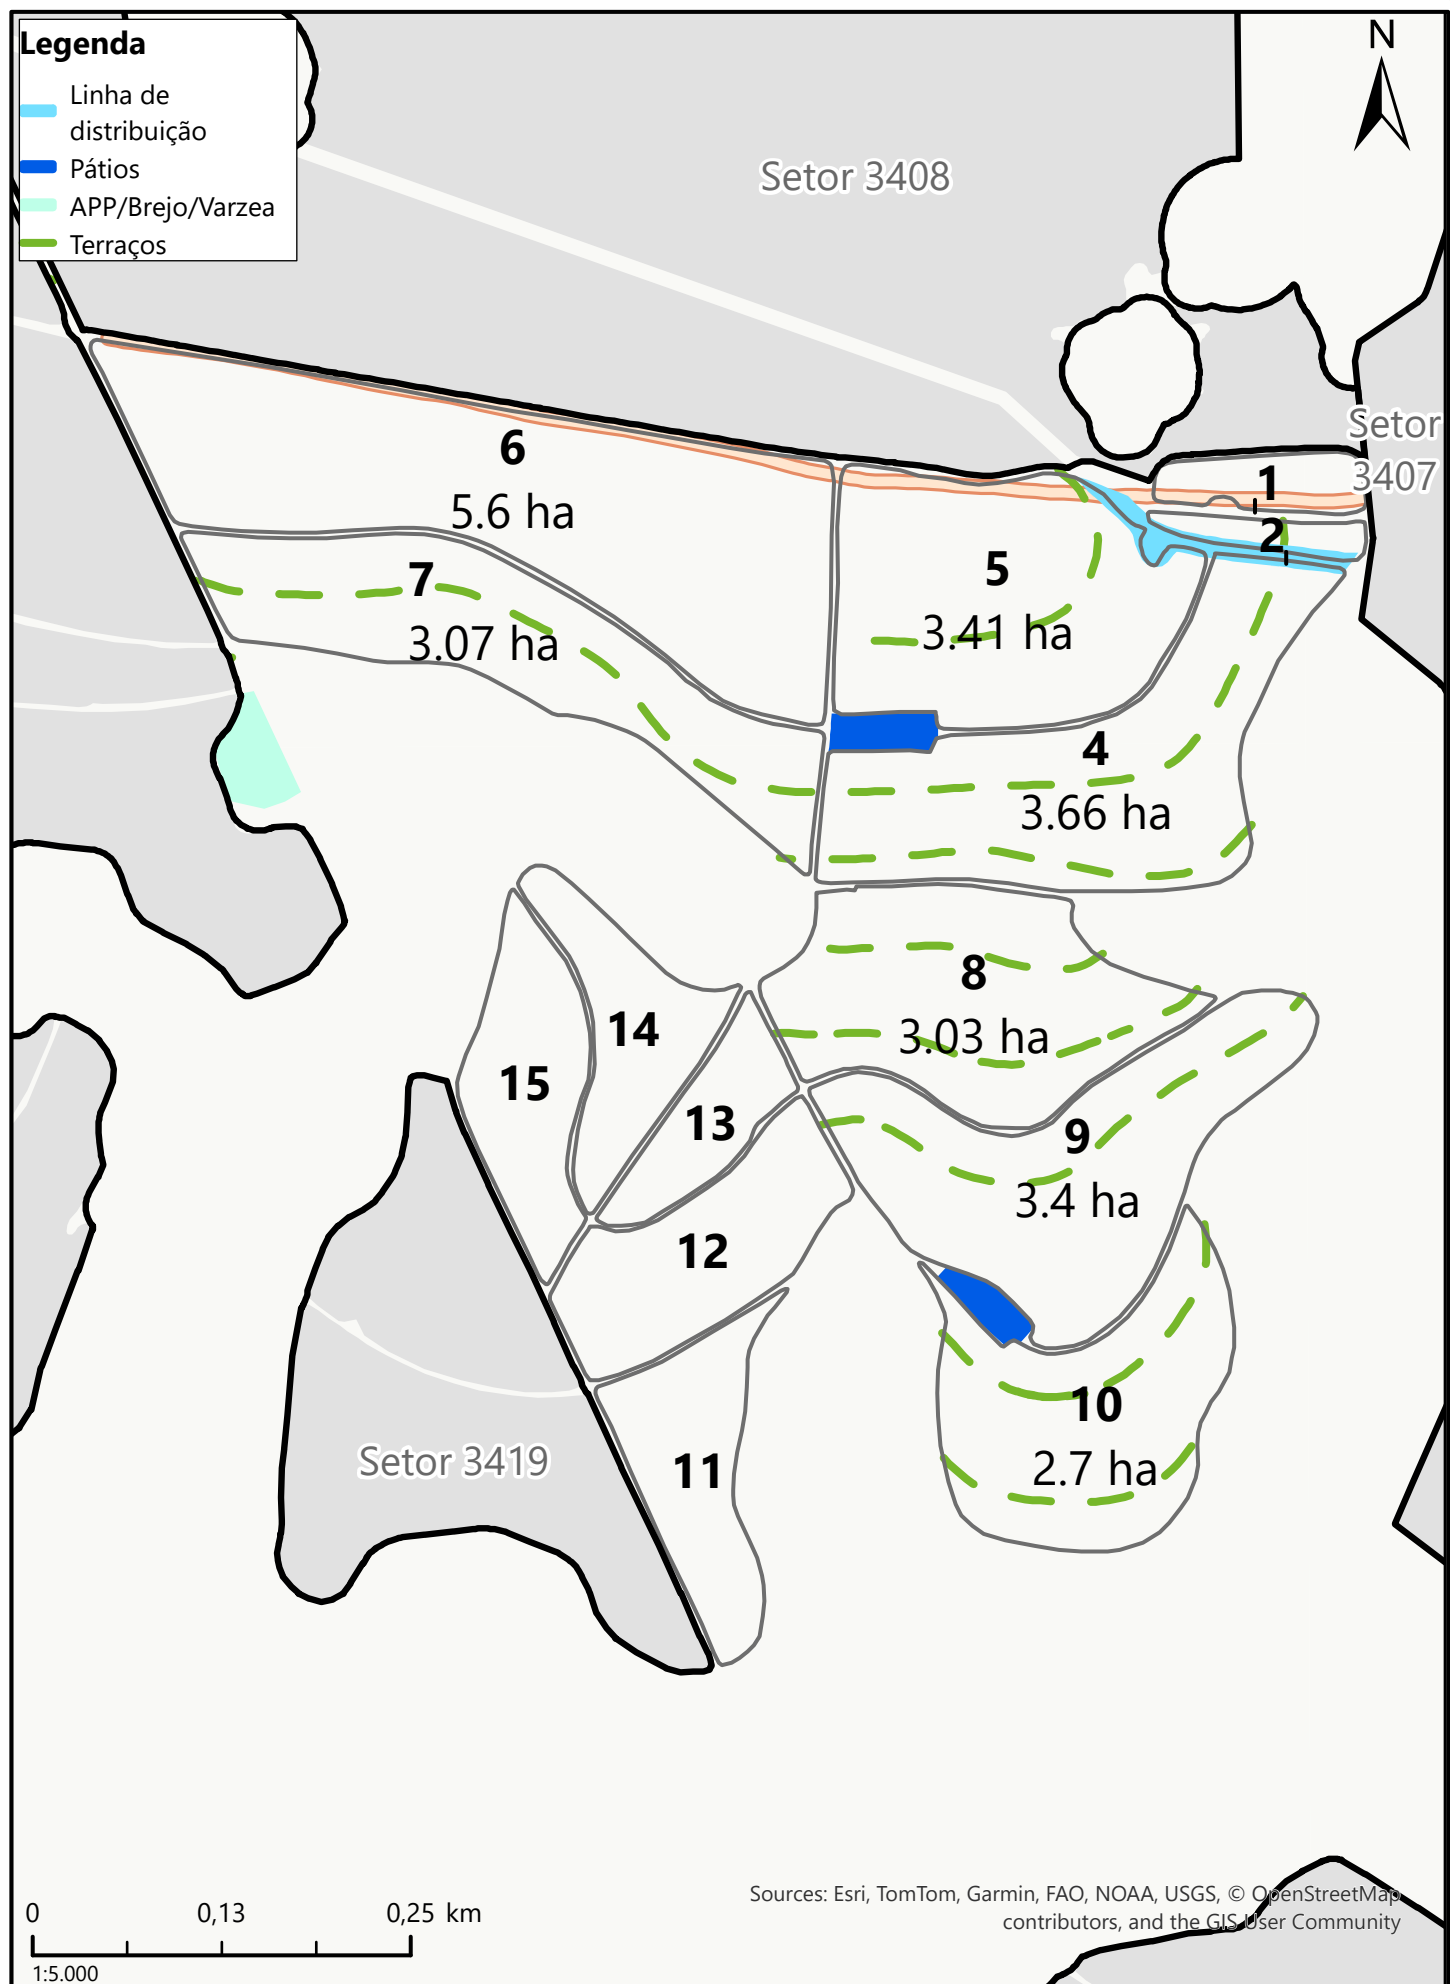 Legenda
Linha de
distribuição
Pátios
APP/Brejo/Varzea
Terraços
N
Setor 3408
Setor
3407
1
2
6
5.6 ha
5
3.41 ha
7
3.07 ha
4
3.66 ha
8
3.03 ha
14
15
13
9
3.4 ha
12
10
2.7 ha
11
Setor 3419
Sources: Esri, TomTom, Garmin, FAO, NOAA, USGS, © OpenStreetMap
contributors, and the GIS User Community
0 0,13 0,25 km
1:5.000